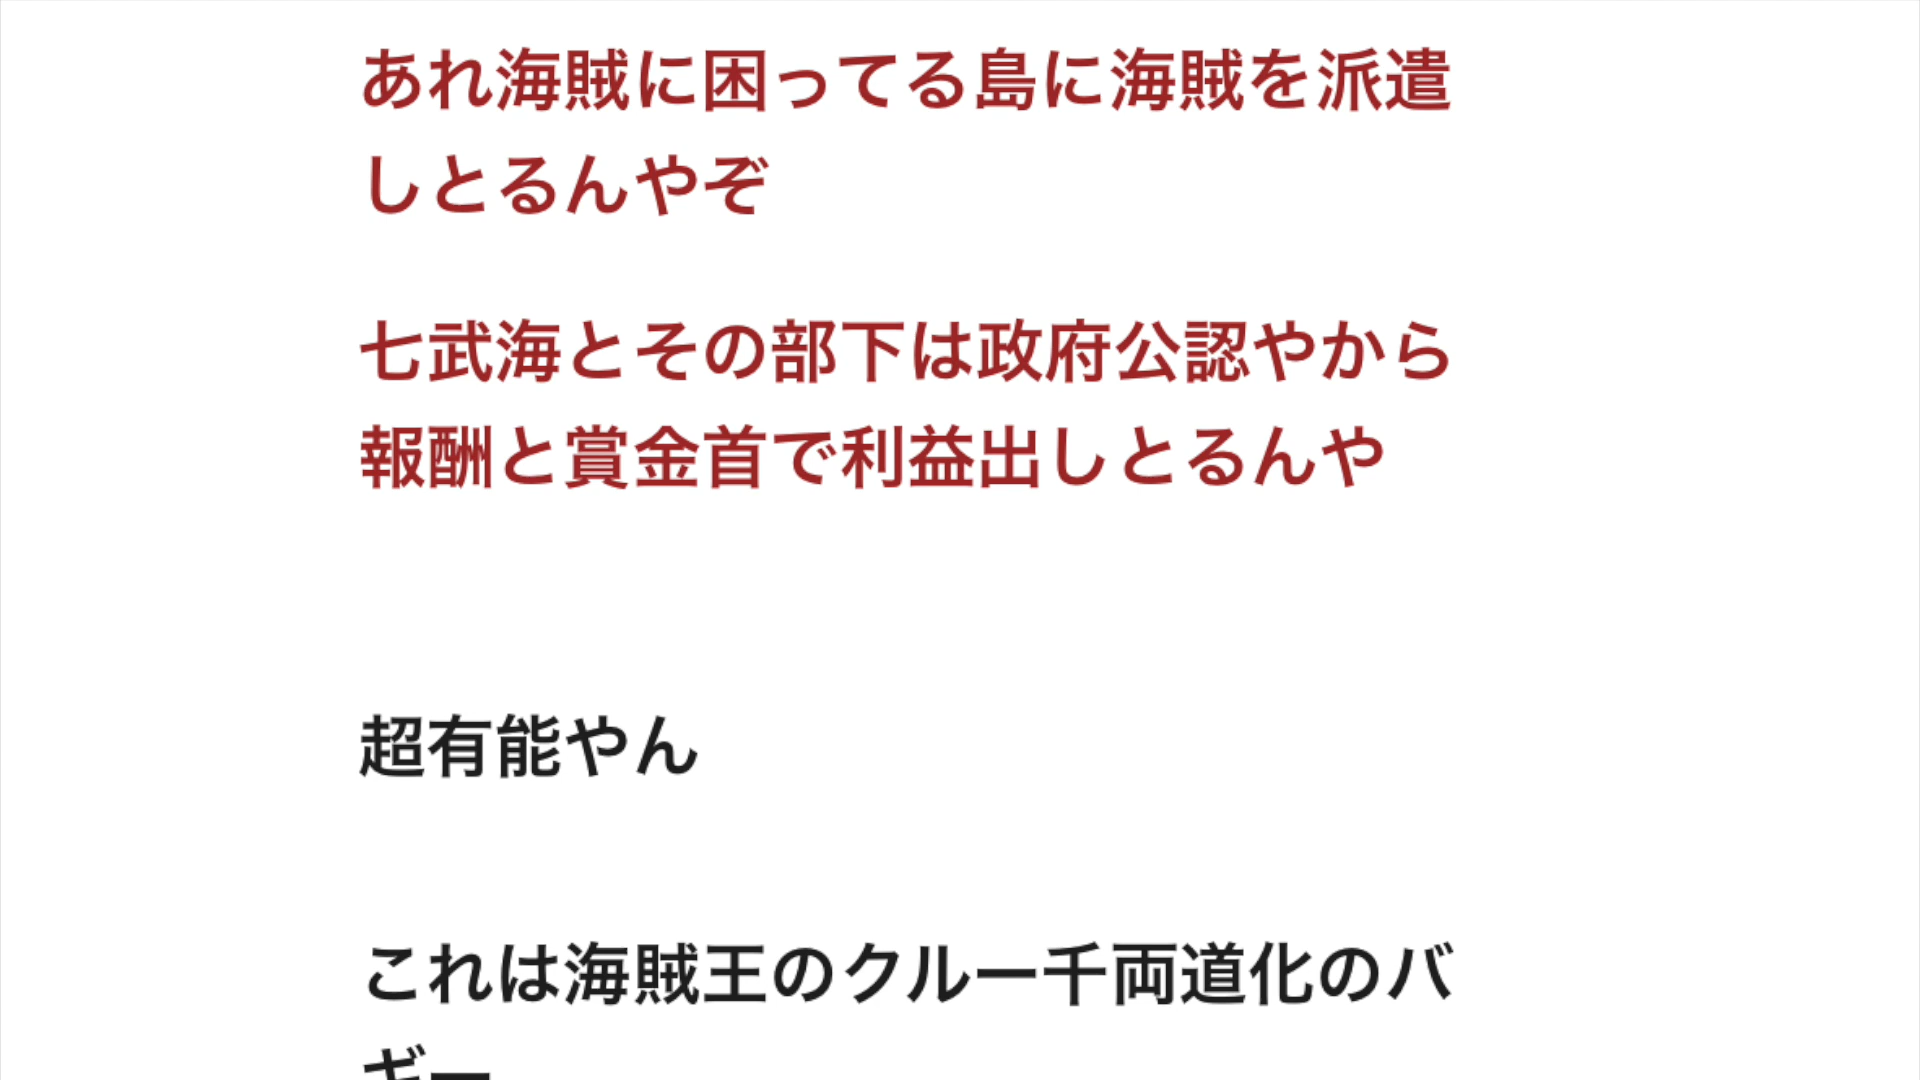 あれ海賊に困ってる島に海賊を派遣
しとるんやぞ
七武海とその部下は政府公認やから
報酬と賞金首で利益出しとるんや
超有能やん
これは海賊王のクルー千両道化のバ
ギー